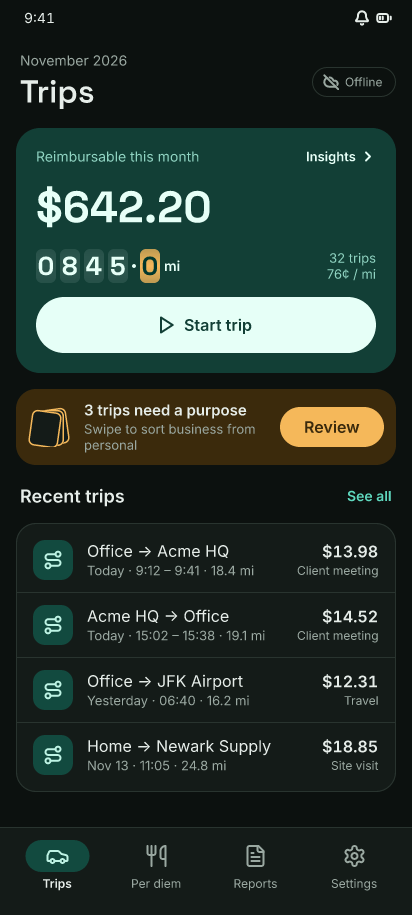 9:41
November 2026
Trips
Offline
Reimbursable this month
Insights
$642.20
0845.0 mi
32 trips
76¢ / mi
Start trip
3 trips need a purpose
Swipe to sort business from
personal
Review
Recent trips
See all
Office → Acme HQ
$13.98
Today · 9:12 – 9:41 · 18.4 mi
Client meeting
Acme HQ → Office
$14.52
Today · 15:02 – 15:38 · 19.1 mi
Client meeting
Office → JFK Airport
$12.31
Yesterday · 06:40 · 16.2 mi
Travel
Home → Newark Supply
$18.85
Nov 13 · 11:05 · 24.8 mi
Site visit
Trips
Per diem
Reports
Settings